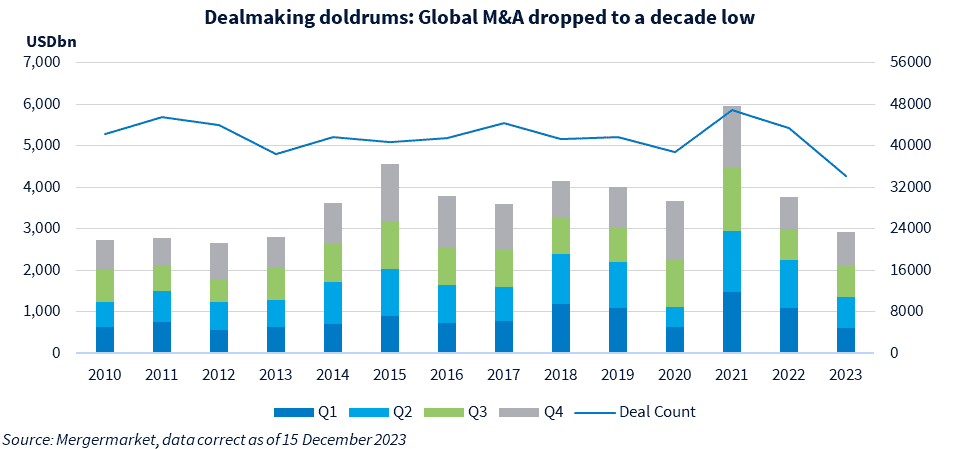 Dealmaking doldrums: Global M&A dropped to a decade low
USDbn
7,000 56000
6,000 48000
5,000 40000
4,000 32000
3,000 24000
2,000 16000
1,000 8000
0 0
2010 2011 2012 2013 2014 2015 2016 2017 2018 2019 2020 2021 2022 2023
Q1 Q2 Q3 Q4 Deal Count
Source: Mergermarket, data correct as of 15 December 2023